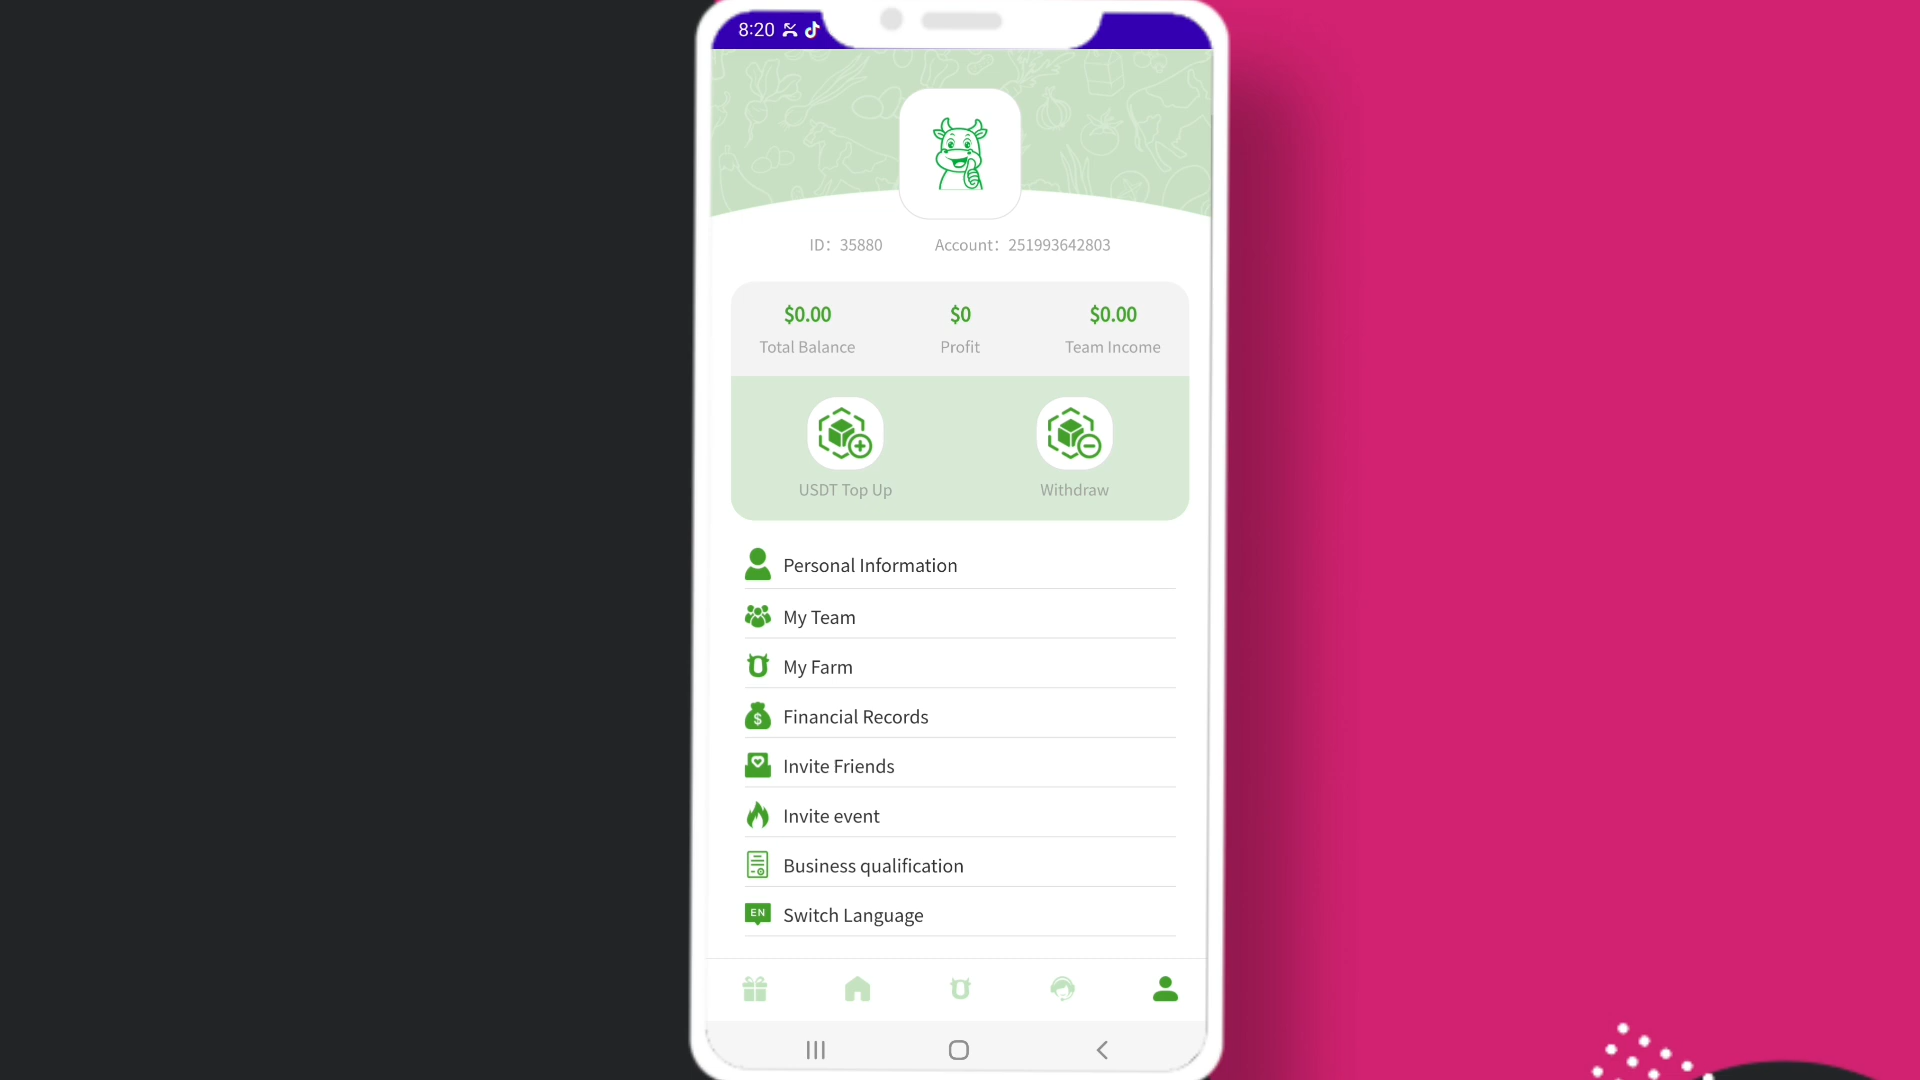 8:20
ID: 35880 Account: 251993642803
$0.00 $0 $0.00
Total Balance Profit Team Income
USDT Top Up Withdraw
Personal Information
My Team
My Farm
$ Financial Records
Invite Friends
Invite event
Business qualification
EN Switch Language